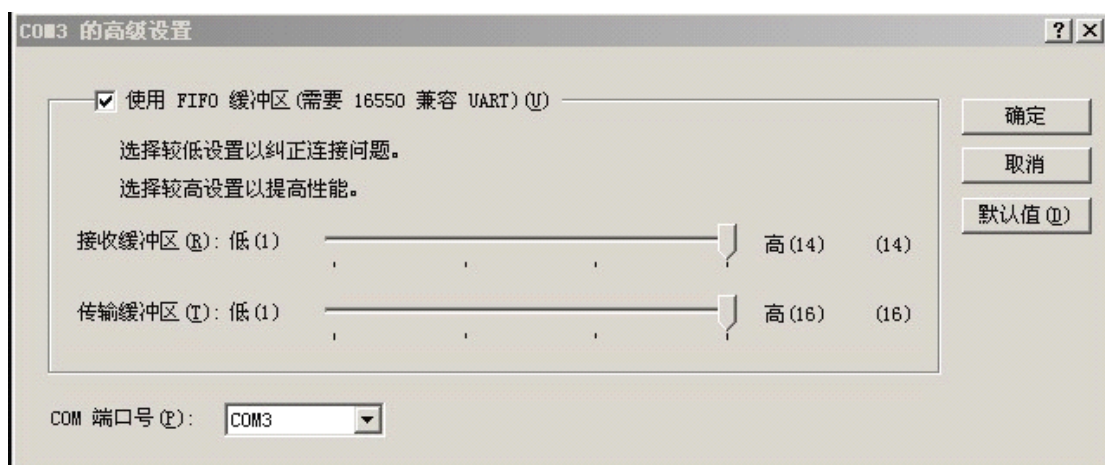 COM3 的高级设置
使用 FIFO 缓冲区(需要 16550 兼容 UART)(U)
确定
选择较低设置以纠正连接问题。
取消
选择较高设置以提高性能。
默认值(D)
接收缓冲区(R): 低(1) 高(14) (14)
传输缓冲区(T): 低(1) 高(16) (16)
COM 端口号(P): COM3